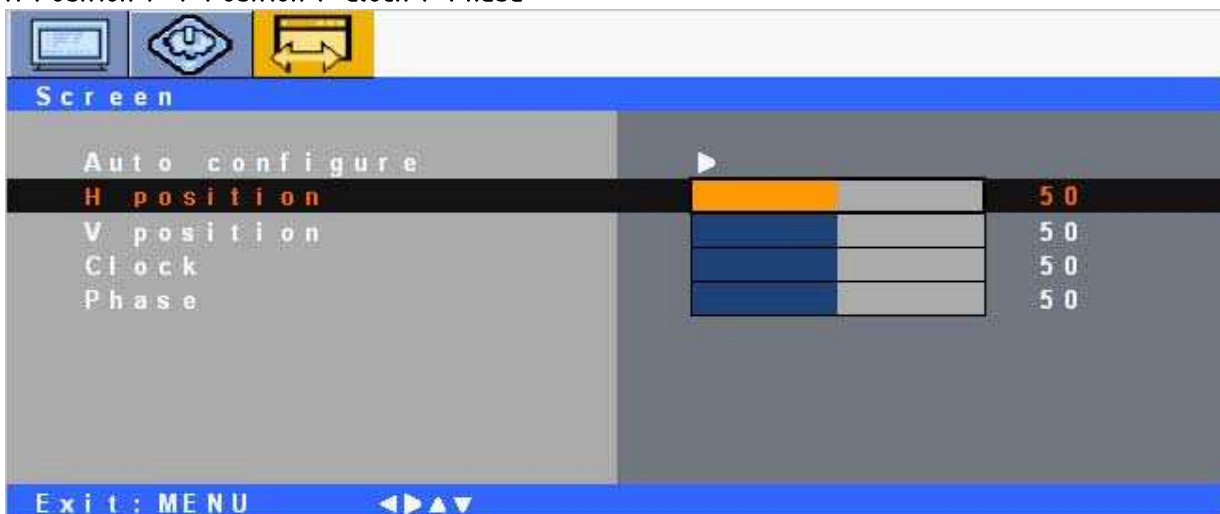 Screen
Auto configure
H position 50
V position 50
Clock 50
Phase 50
Exit: MENU